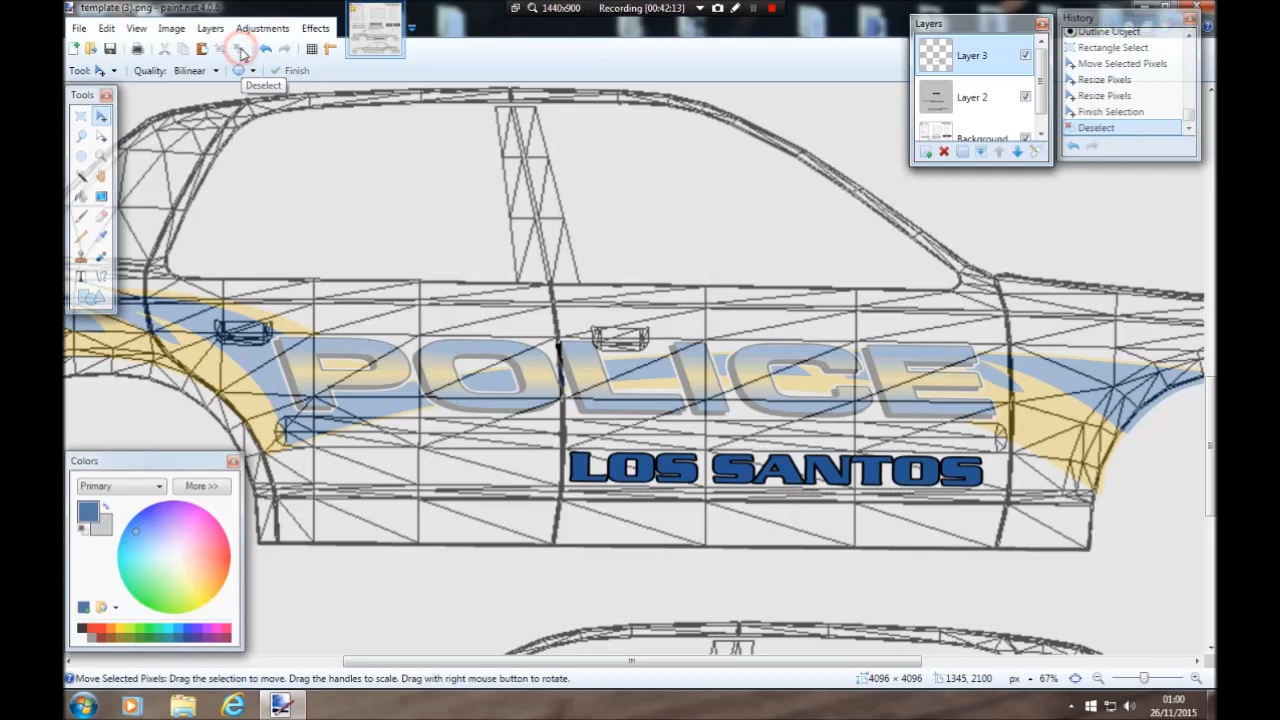 template (3).png - paint.net 4.0.6
1440x900
Recording [00:42:13]
File Edit View Image Layers Adjustments Effects
Tool:
Quality: Bilinear
Finish
Deselect
Tools
Layers
Layer 3
Layer 2
Background
History
Outline Object
Rectangle Select
Move Selected Pixels
Resize Pixels
Resize Pixels
Finish Selection
Deselect
POLICE
LOS SANTOS
Colors
Primary
More >>
Move Selected Pixels: Drag the selection to move. Drag the handles to scale. Drag with right mouse button to rotate.
4096 × 4096
1345, 2100
px
67%
01:00
26/11/2015